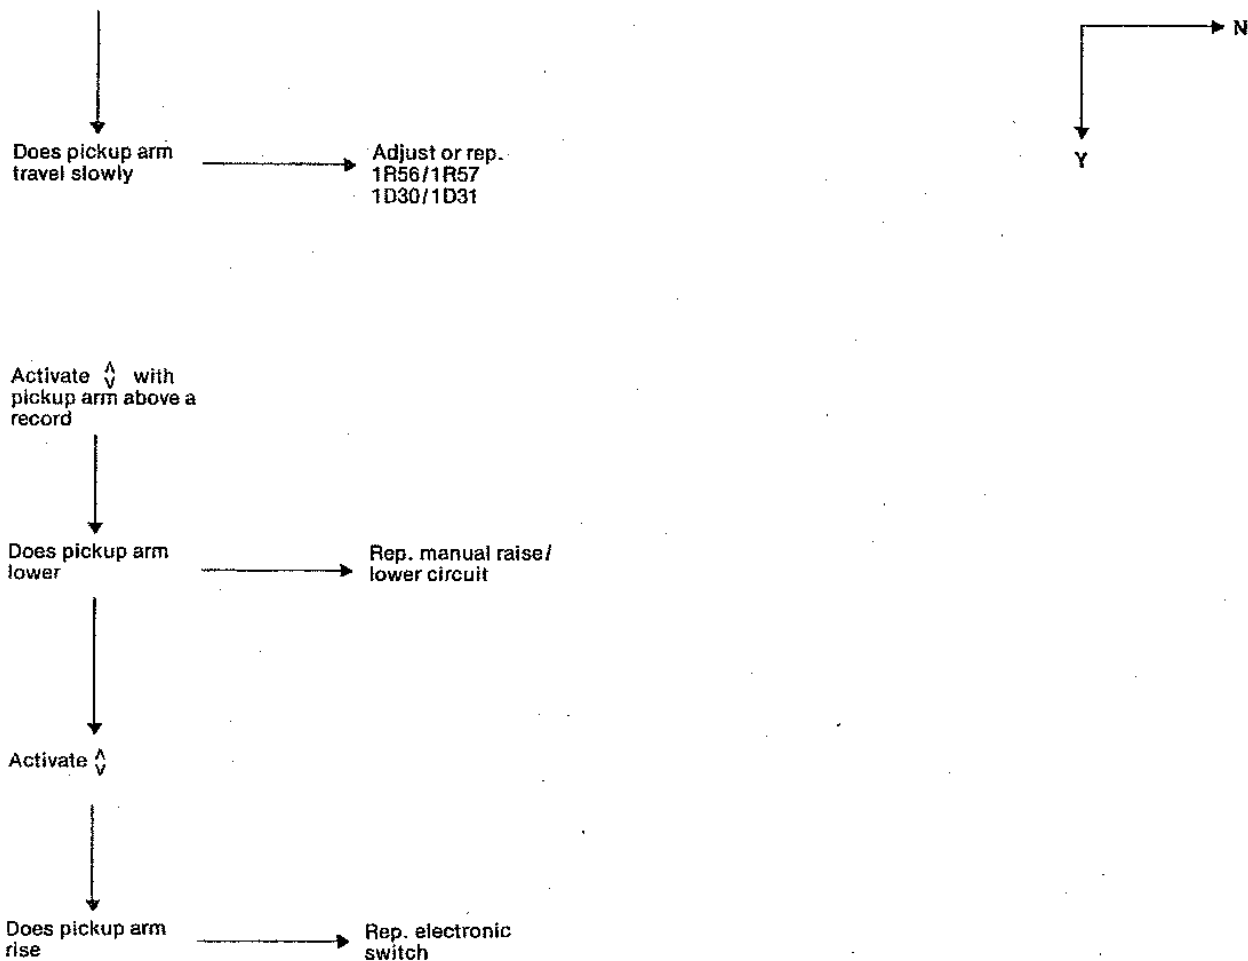 N
Y
Does pickup arm
travel slowly
Adjust or rep.
1R56/1R57
1D30/1D31
Activate ^v with
pickup arm above a
record
Does pickup arm
lower
Rep. manual raise/
lower circuit
Activate ^v
Does pickup arm
rise
Rep. electronic
switch